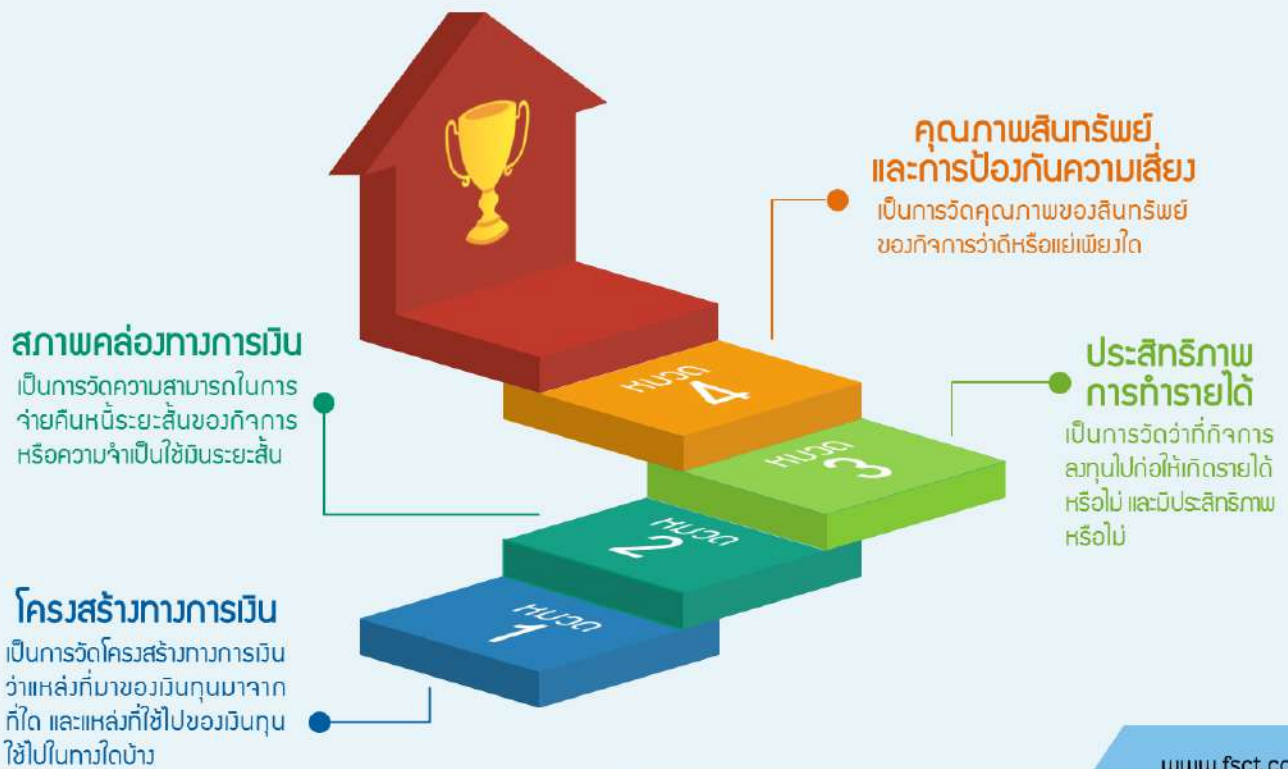 คุณภาพสินทรัพย์
และการป้องกันความเสี่ยง
เป็นการวัดคุณภาพของสินทรัพย์
ของกิจการว่าดีหรือแย่เพียงใด
สภาพคล่องทางการเงิน
เป็นการวัดความสามารถในการ
จ่ายคืนหนี้ระยะสั้นของกิจการ
หรือความจำเป็นใช้เงินระยะสั้น
ประสิทธิภาพ
การทำรายได้
เป็นการวัดว่าที่กิจการ
ลงทุนไปก่อให้เกิดรายได้
หรือไม่ และมีประสิทธิภาพ
หรือไม่
หมวด
4
หมวด
3
หมวด
2
หมวด
1
โครงสร้างทางการเงิน
เป็นการวัดโครงสร้างทางการเงิน
ว่าแหล่งที่มาของเงินทุนมาจาก
ที่ใด และแหล่งที่ใช้ไปของเงินทุน
ใช้ไปในทางใดบ้าง